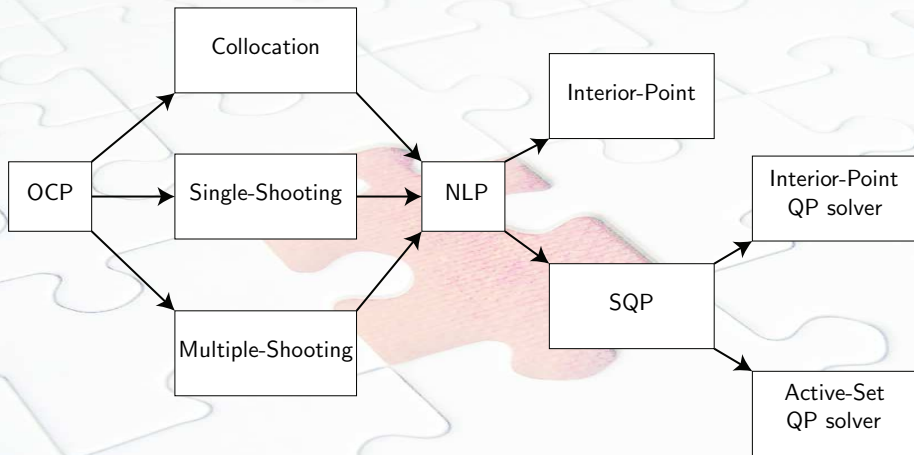 Collocation
Interior-Point
OCP
Single-Shooting
NLP
Interior-Point
QP solver
SQP
Multiple-Shooting
Active-Set
QP solver